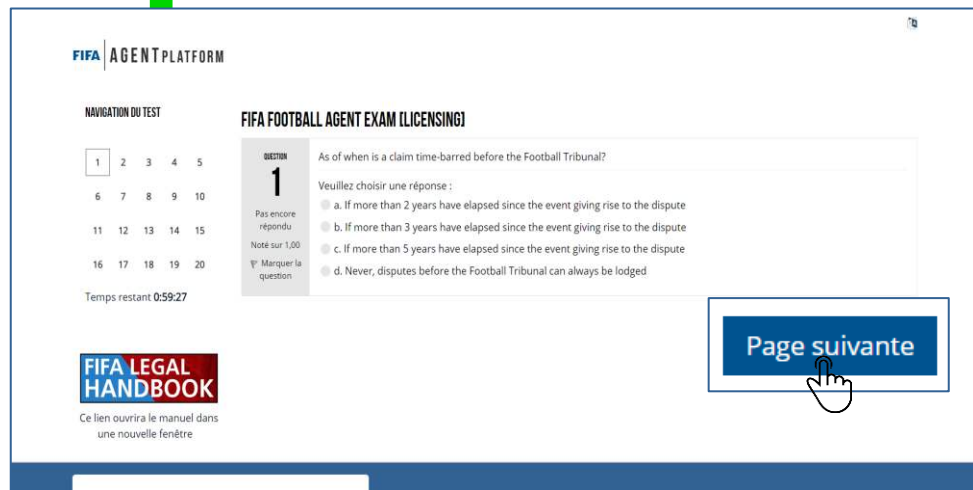 FIFA AGENT PLATFORM
NAVIGATION DU TEST
1 2 3 4 5
6 7 8 9 10
11 12 13 14 15
16 17 18 19 20
Temps restant 0:59:27
FIFA LEGAL
HANDBOOK
Ce lien ouvrira le manuel dans
une nouvelle fenêtre
FIFA FOOTBALL AGENT EXAM [LICENSING]
QUESTION
1
Pas encore
répondu
Noté sur 1,00
Marquer la
question
As of when is a claim time-barred before the Football Tribunal?
Veuillez choisir une réponse :
a. If more than 2 years have elapsed since the event giving rise to the dispute
b. If more than 3 years have elapsed since the event giving rise to the dispute
c. If more than 5 years have elapsed since the event giving rise to the dispute
d. Never, disputes before the Football Tribunal can always be lodged
Page suivante